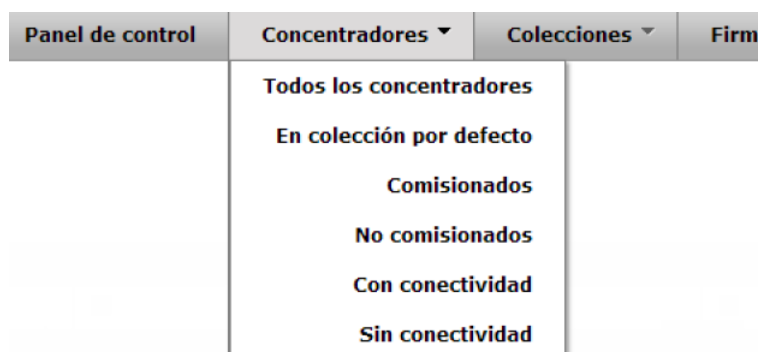 Panel de control Concentradores Colecciones Firm
Todos los concentradores
En colección por defecto
Comisionados
No comisionados
Con conectividad
Sin conectividad